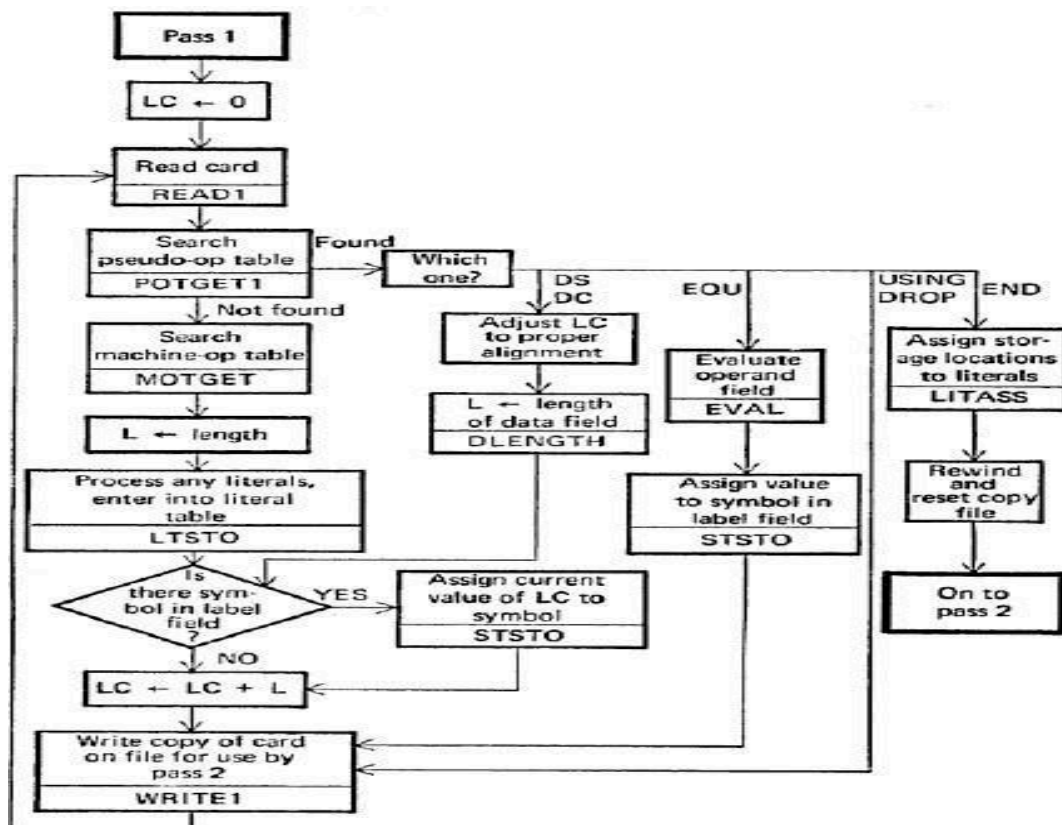 Pass 1
LC ← 0
Read card
READ1
Search
pseudo-op table
POTGET1
Found
Which
one?
Not found
Search
machine-op table
MOTGET
L ← length
Process any literals,
enter into literal
table
LTSTO
Is
there sym-
bol in label
field
?
YES
NO
Assign current
value of LC to
symbol
STSTO
LC ← LC + L
Write copy of card
on file for use by
pass 2
WRITE1
DS
DC
Adjust LC
to proper
alignment
L ← length
of data field
DLENGTH
EQU
Evaluate
operand
field
EVAL
Assign value
to symbol in
label field
STSTO
USING
DROP
END
Assign stor-
age locations
to literals
LITASS
Rewind
and
reset copy
file
On to
pass 2